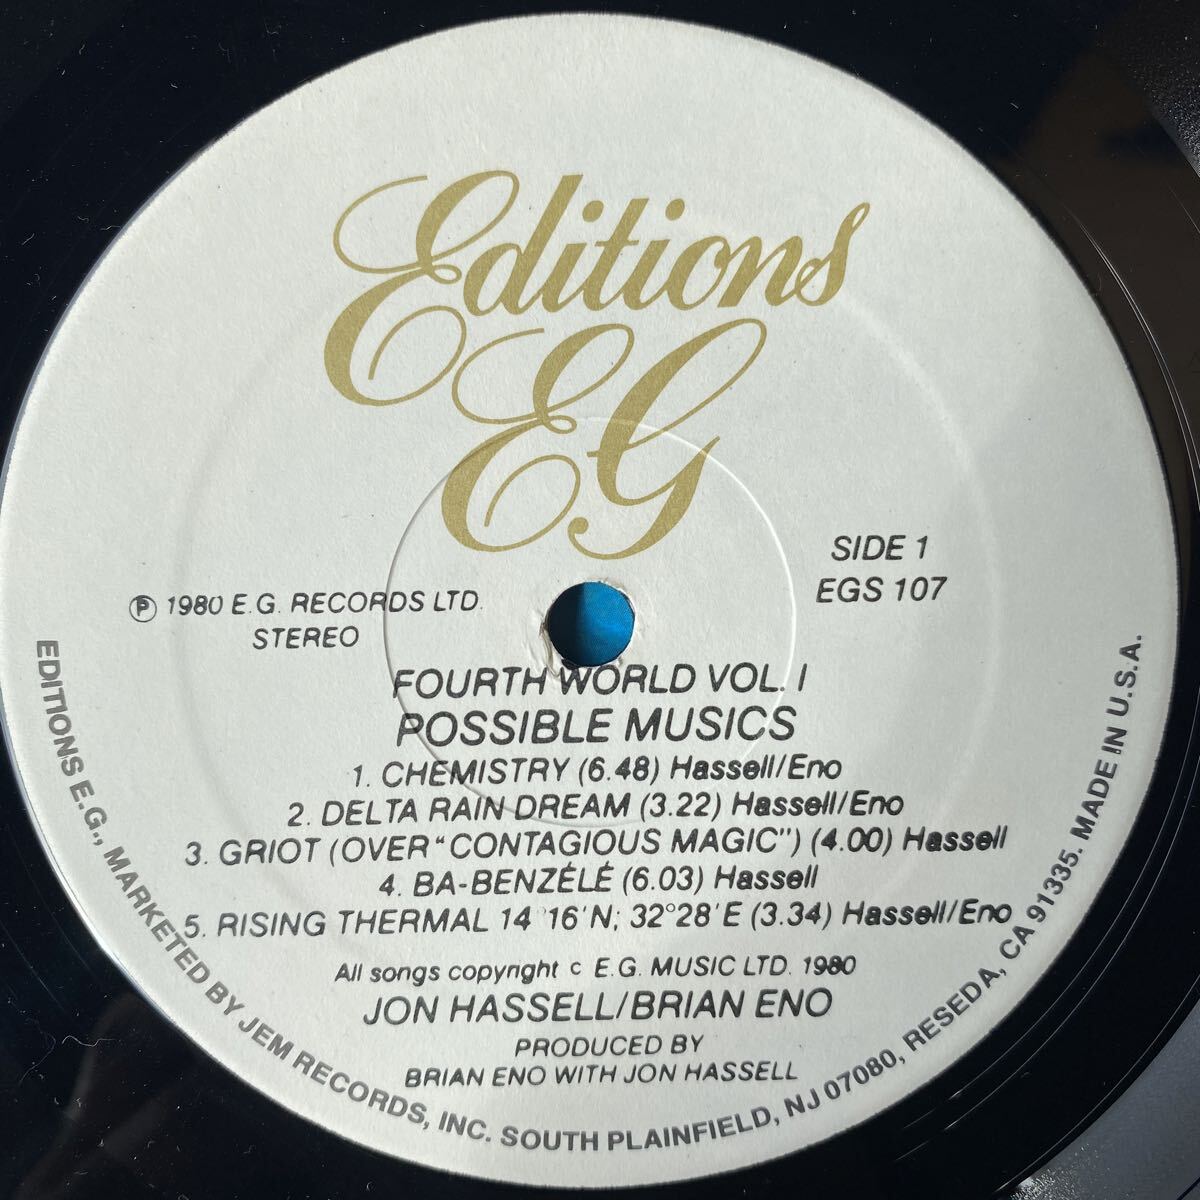 Editions
EG
SIDE 1
EGS 107
Ⓟ 1980 E.G. RECORDS LTD.
STEREO
FOURTH WORLD VOL. I
POSSIBLE MUSICS
1. CHEMISTRY (6.48) Hassell/Eno
2. DELTA RAIN DREAM (3.22) Hassell/Eno
3. GRIOT (OVER "CONTAGIOUS MAGIC") (4.00) Hassell
4. BA-BENZÉLÉ (6.03) Hassell
5. RISING THERMAL 14°16'N; 32°28'E (3.34) Hassell/Eno
All songs copyright c E.G. MUSIC LTD. 1980
JON HASSELL/BRIAN ENO
PRODUCED BY
BRIAN ENO WITH JON HASSELL
EDITIONS E.G., MARKETED BY JEM RECORDS, INC. SOUTH PLAINFIELD, NJ 07080, RESEDA, CA 91335. MADE IN U.S.A.